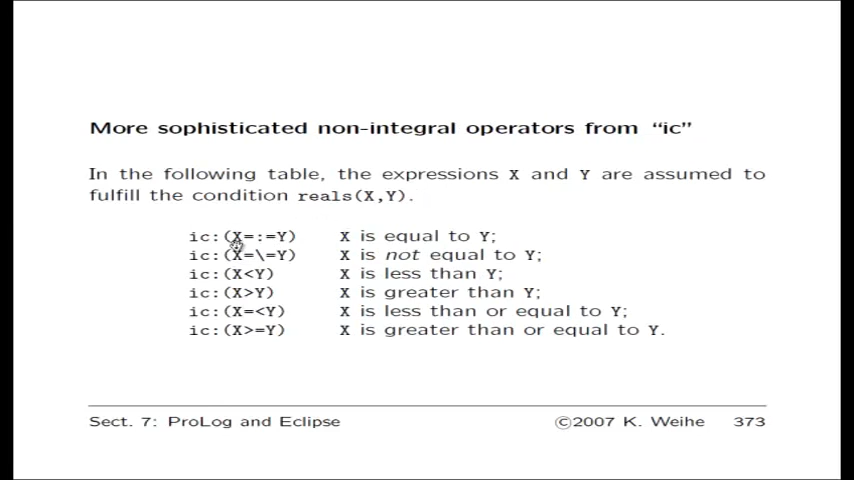 More sophisticated non-integral operators from “ic”
In the following table, the expressions X and Y are assumed to
fulfill the condition reals(X,Y).
ic:(X=:=Y) X is equal to Y;
ic:(X=\=Y) X is not equal to Y;
ic:(X<Y) X is less than Y;
ic:(X>Y) X is greater than Y;
ic:(X=<Y) X is less than or equal to Y;
ic:(X>=Y) X is greater than or equal to Y.
Sect. 7: ProLog and Eclipse ©2007 K. Weihe 373